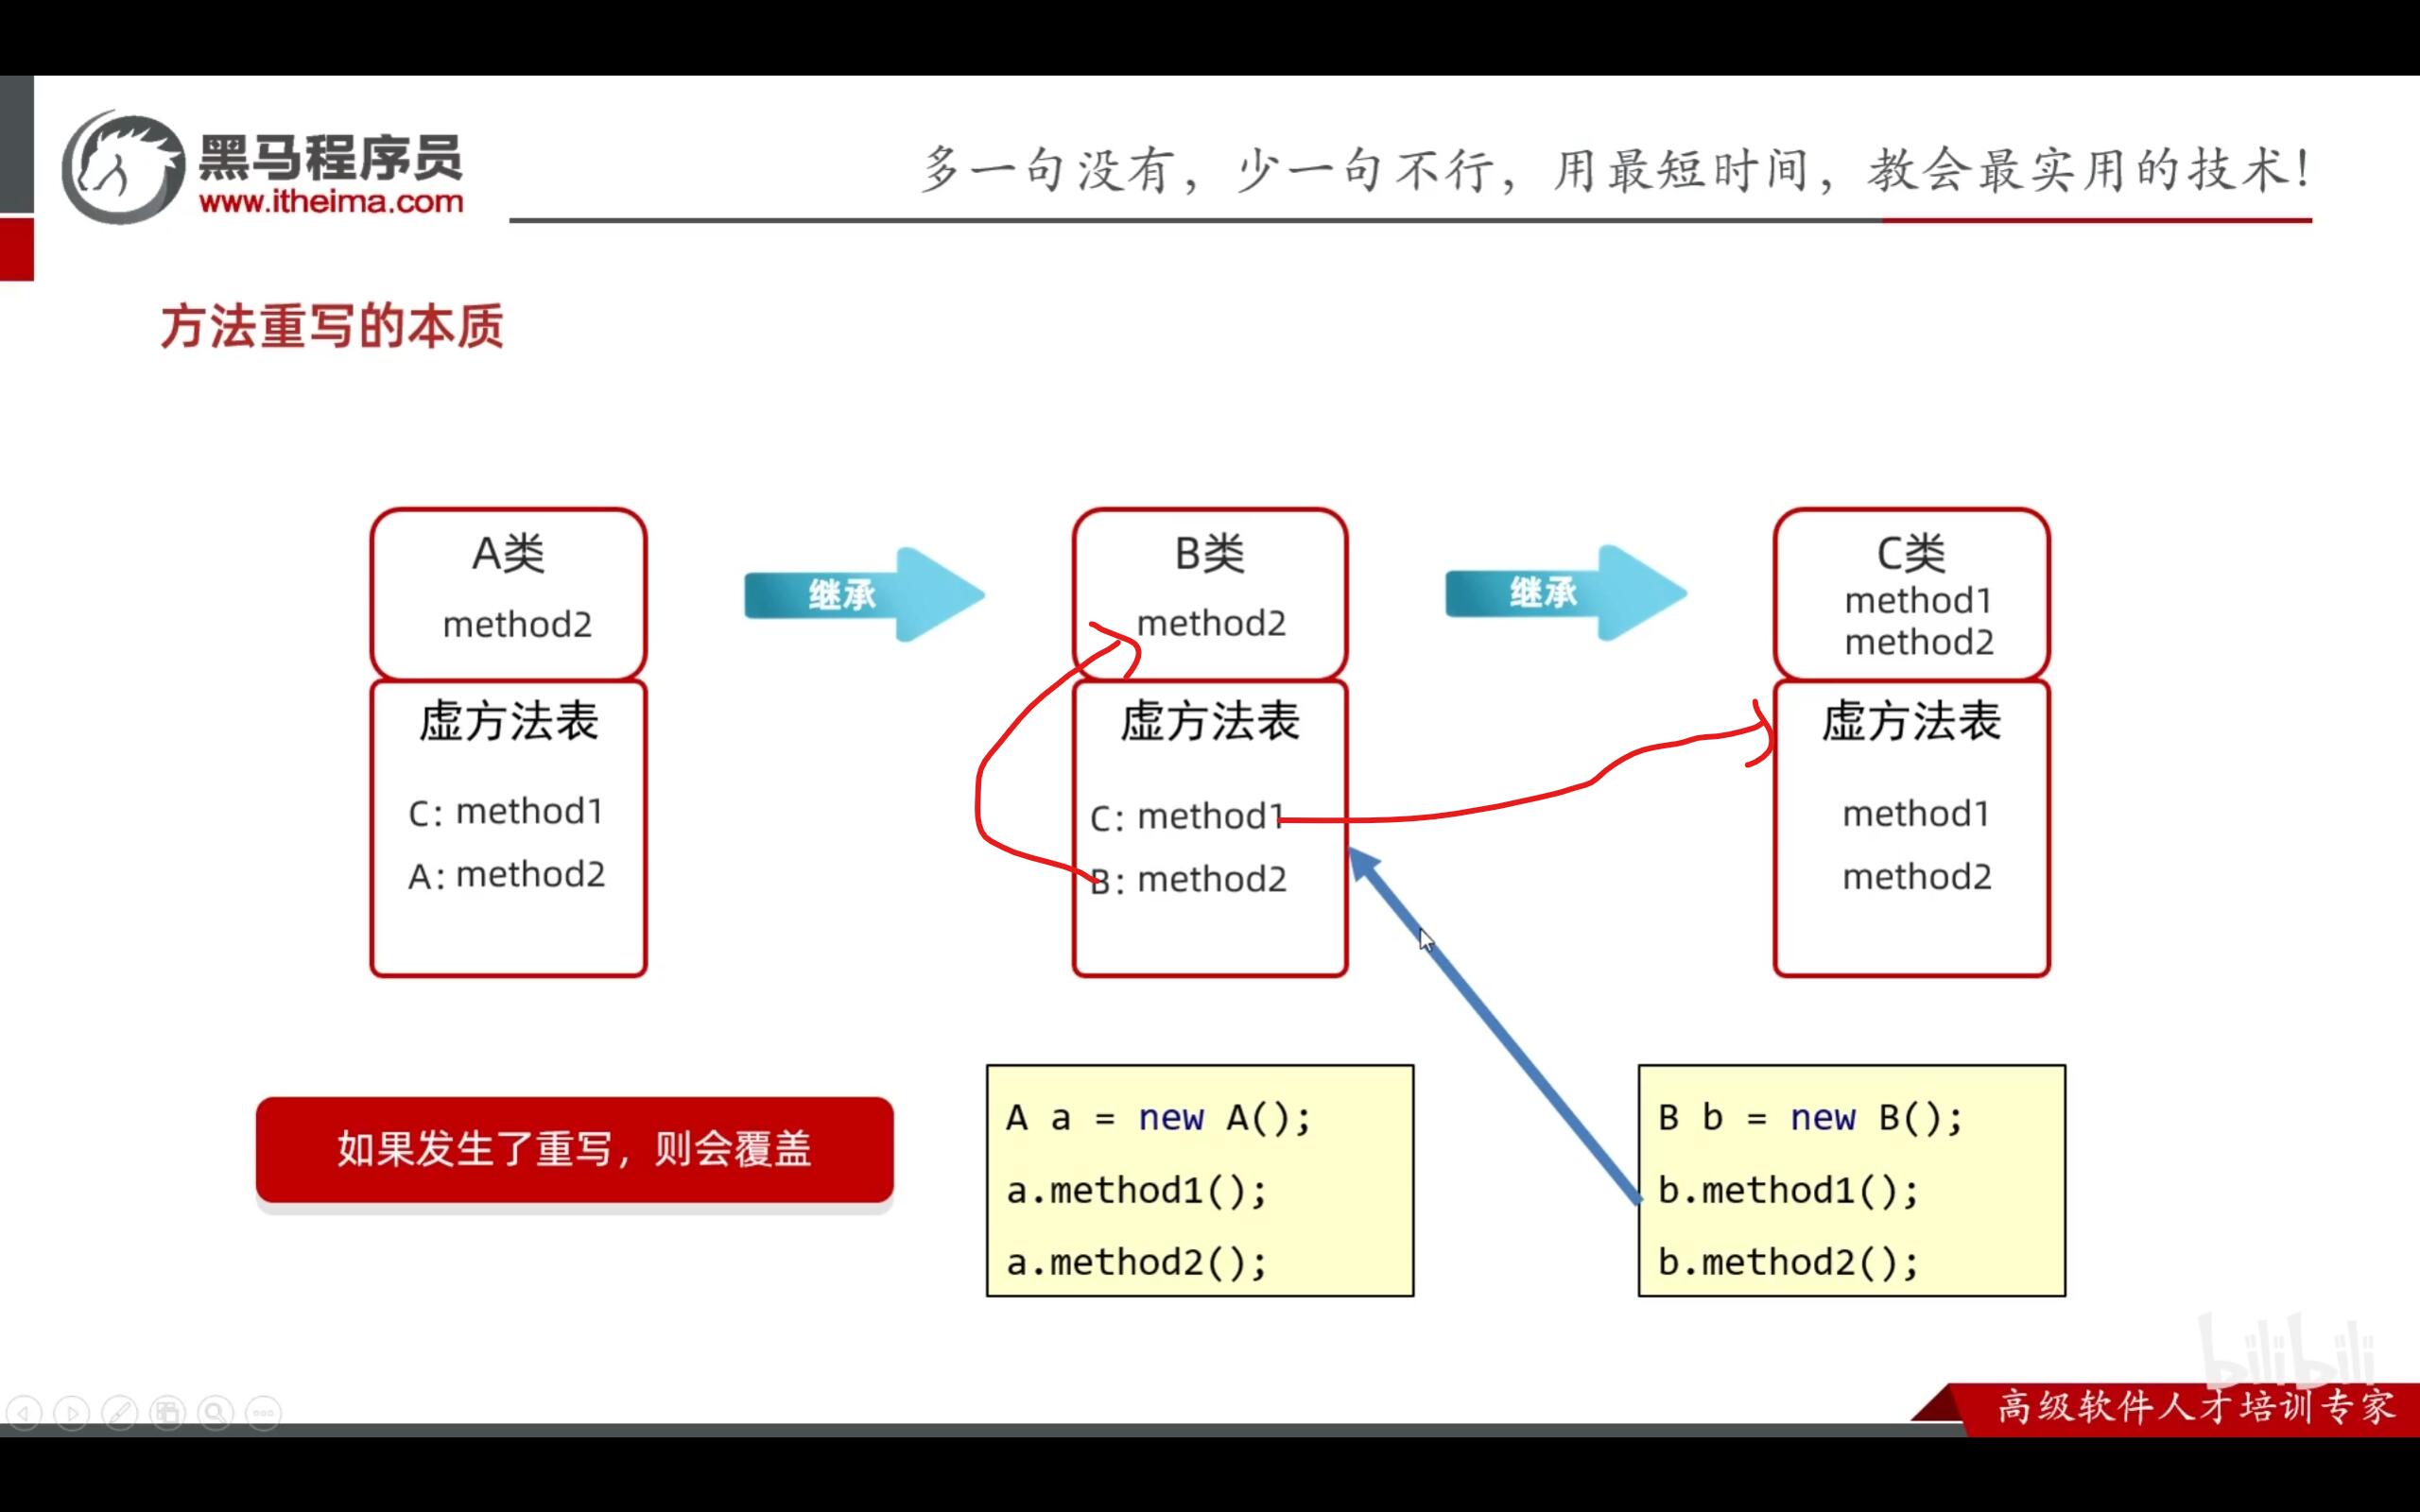 黑马程序员
www.itheima.com
多一句没有，少一句不行，用最短时间，教会最实用的技术！
方法重写的本质
A类
method2
虚方法表
C: method1
A: method2
继承
B类
method2
虚方法表
C: method1
B: method2
继承
C类
method1
method2
虚方法表
method1
method2
如果发生了重写，则会覆盖
A a = new A();
a.method1();
a.method2();
B b = new B();
b.method1();
b.method2();
bilibili
高级软件人才培训专家